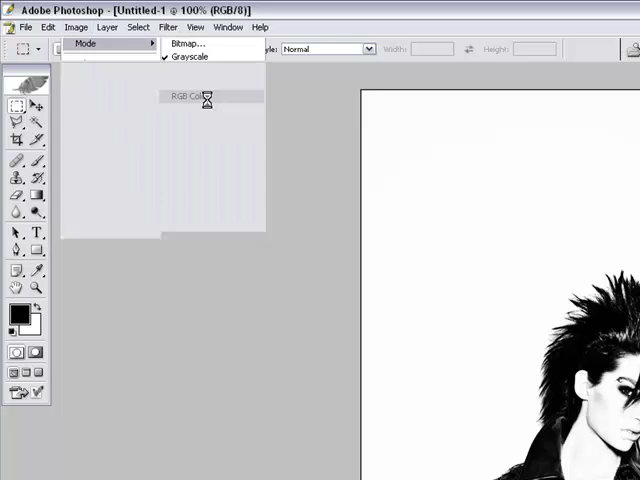 Adobe Photoshop - [Untitled-1 @ 100% (RGB/8)]
File Edit Image Layer Select Filter View Window Help
Mode
Bitmap...
yle: Normal Width: Height:
Grayscale
RGB Col
T